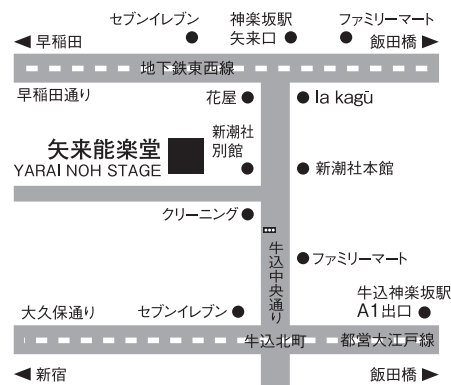 セブンイレブン
神楽坂駅
矢来口
ファミリーマート
早稲田
飯田橋
地下鉄東西線
早稲田通り
花屋
la kagū
矢来能楽堂
YARAI NOH STAGE
新潮社
別館
新潮社本館
クリーニング
牛込中央通り
ファミリーマート
牛込神楽坂駅
A1出口
大久保通り
セブンイレブン
牛込北町
都営大江戸線
新宿
飯田橋